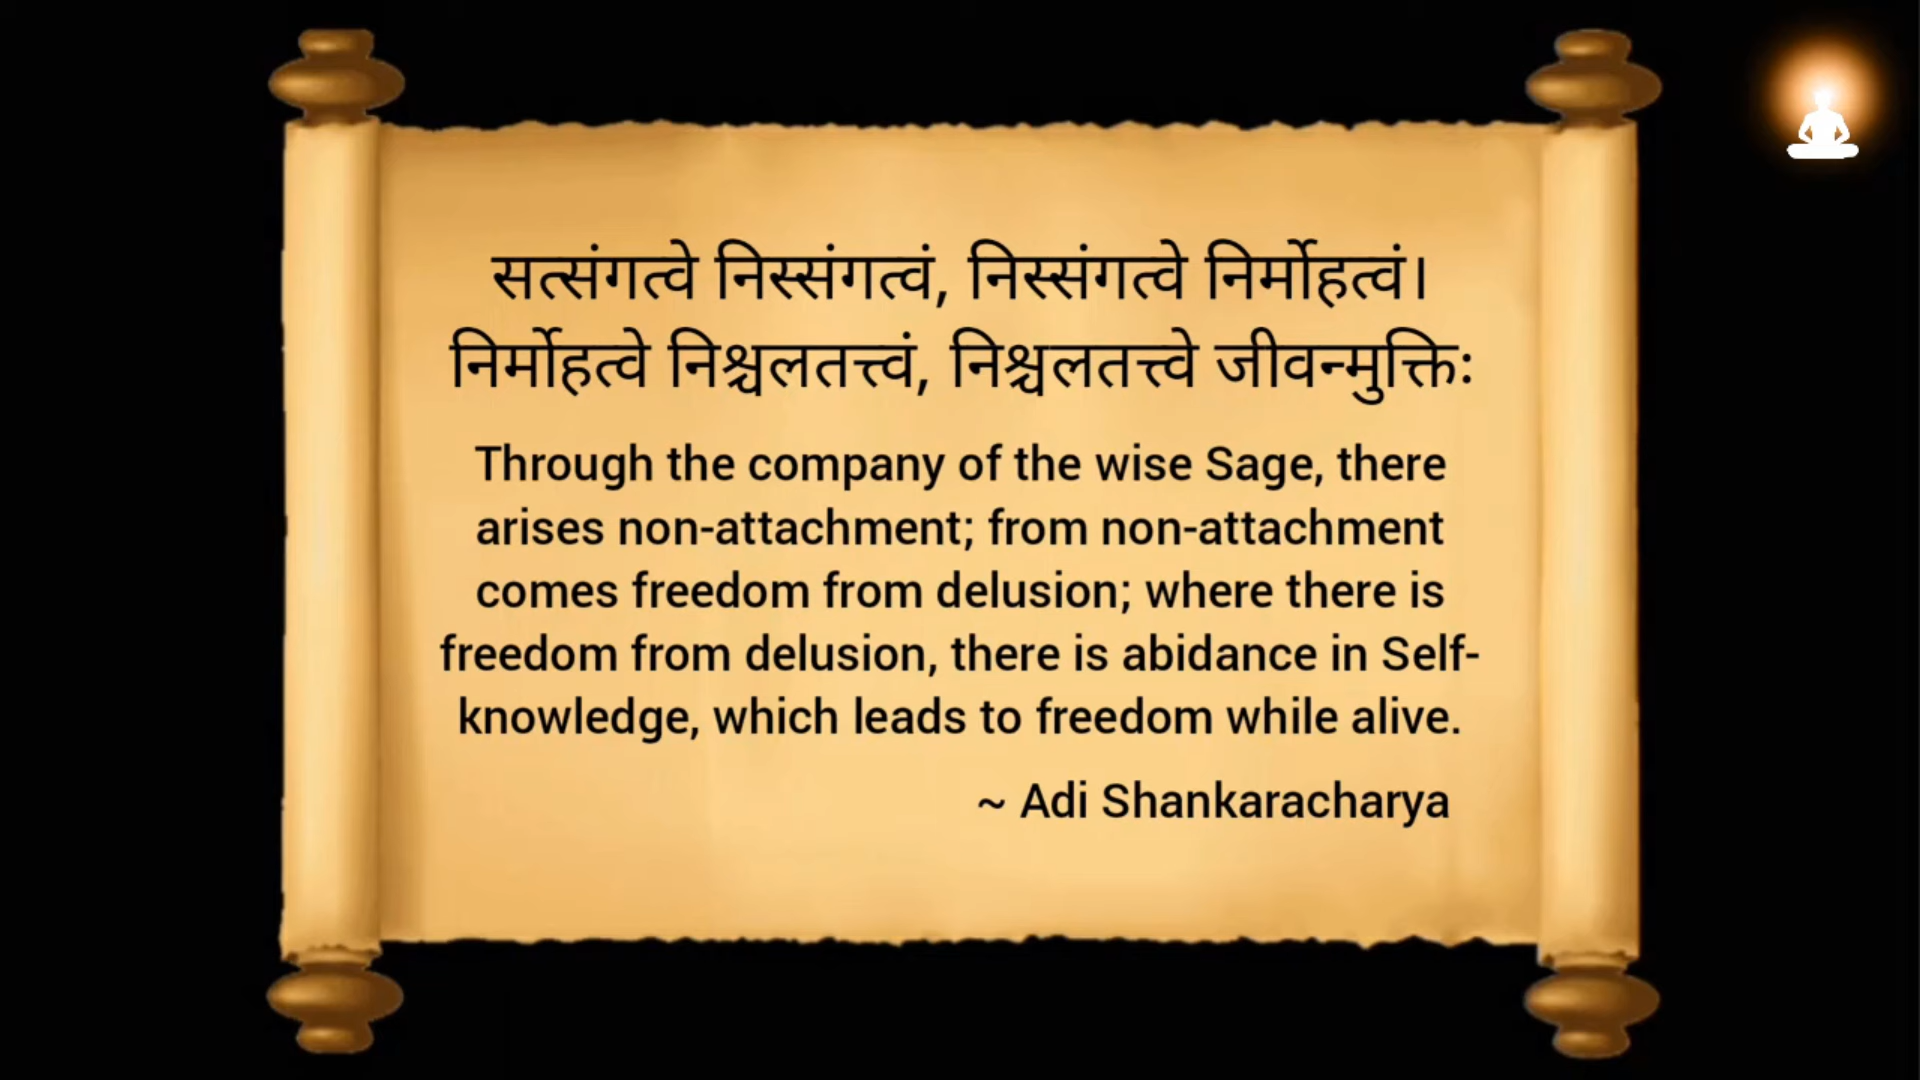 सत्संगत्वे निस्संगत्वं, निस्संगत्वे निर्मोहत्वं।
निर्मोहत्वे निश्चलतत्त्वं, निश्चलतत्त्वे जीवन्मुक्तिः
Through the company of the wise Sage, there
arises non-attachment; from non-attachment
comes freedom from delusion; where there is
freedom from delusion, there is abidance in Self-
knowledge, which leads to freedom while alive.
~ Adi Shankaracharya